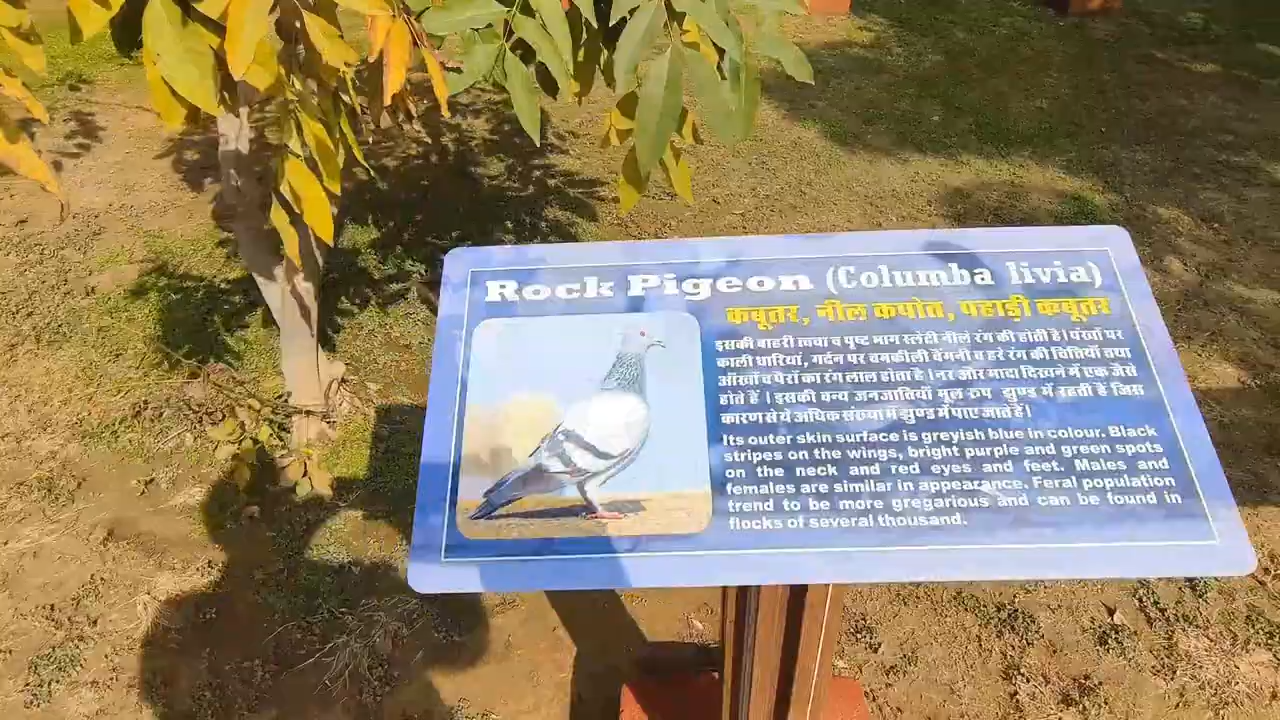 Rock Pigeon (Columba livia)
कबूतर, नील कपोत, पहाड़ी कबूतर
इसकी बाहरी त्वचा व पृष्ट भाग स्लेटी नीले रंग की होती है। पंखों पर
काली धारियां, गर्दन पर चमकीली बैंगनी व हरे रंग की चित्तियाँ तथा
आँखों व पैरों का रंग लाल होता है । नर और मादा दिखने में एक जैसे
होते हैं । इसकी वन्य जनजातियाँ मूल रूप झुण्ड में रहती हैं जिस
कारण से ये अधिक संख्या में झुण्ड में पाए जाते हैं।
Its outer skin surface is greyish blue in colour. Black
stripes on the wings, bright purple and green spots
on the neck and red eyes and feet. Males and
females are similar in appearance. Feral population
trend to be more gregarious and can be found in
flocks of several thousand.